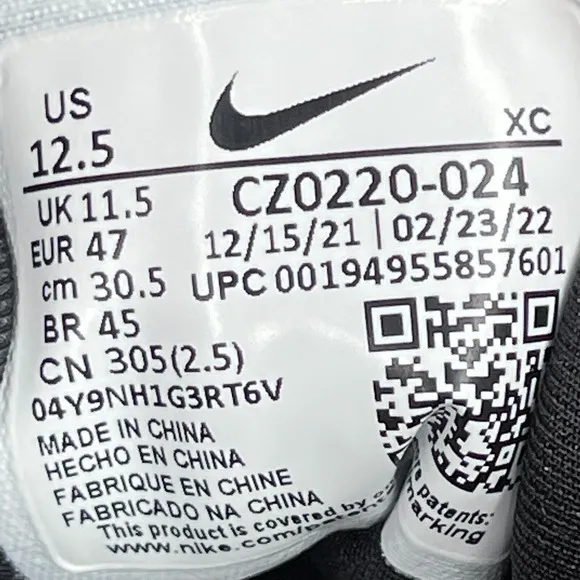 US
12.5
XC
UK 11.5
CZ0220-024
EUR 47
12/15/21 | 02/23/22
cm 30.5
UPC 00194955857601
BR 45
CN 305(2.5)
04Y9NH1G3RT6V
MADE IN CHINA
HECHO EN CHINA
FABRIQUE EN CHINE
FABRICADO NA CHINA
This product is covered by
patents:
www.nike.com/
marking